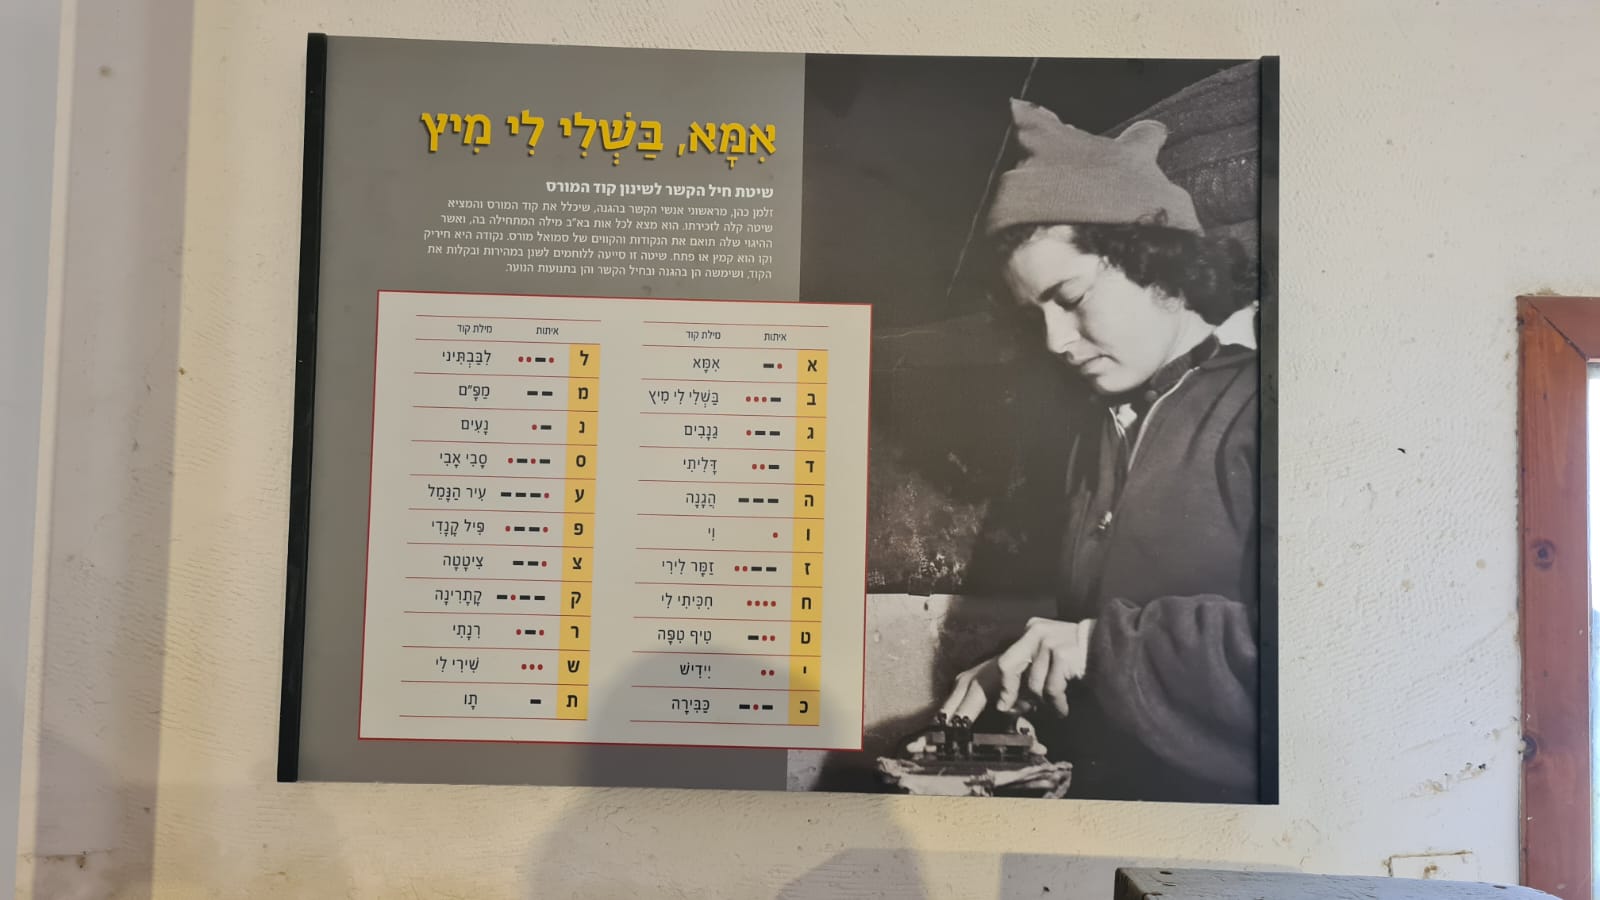 אִמָּא, בַּשְּׁלִי לִי מִיץ
שיטת חיל הקשר לשינון קוד המורס
זלמן כהן, מראשוני אנשי הקשר בהגנה, שיכלל את קוד המורס והמציא
שיטה קלה לזכירתו. הוא מצא לכל אות בא"ב מילה המתחילה בה, ואשר
ההיגוי שלה תואם את הנקודות והקווים של סמואל מורס. נקודה היא חיריק
וקו הוא קמץ או פתח. שיטה זו סייעה ללוחמים לשנן במהירות ובקלות את
הקוד, ושימשה הן בהגנה ובחיל הקשר והן בתנועות הנוער.
איתות מילת קוד
א •– אִמָּא
ב –••• בַּשְּׁלִי לִי מִיץ
ג ––• גַּנָּבִים
ד –•• דָּלִיתִי
ה ––– הֲגָנָה
ו • וִי
ז ––•• זַמָּר לִירִי
ח •••• חִכִּיתִי לִי
ט ••– טִיף טִפָּה
י •• יִידִישׁ
כ –•– כַּבִּירָה
איתות מילת קוד
ל •–•• לִבַּבְתִּינִי
מ –– מַפָּ"ם
נ –• נָעִים
ס –•–• סָבִי אָבִי
ע •––– עִיר הַנָּמָל
פ •––• פִּיל קָנָדִי
צ •–– צִיטָטָה
ק ––•– קָתָרִינָה
ר •–• רִנָּתִי
ש ••• שִׁירִי לִי
ת – תָּו